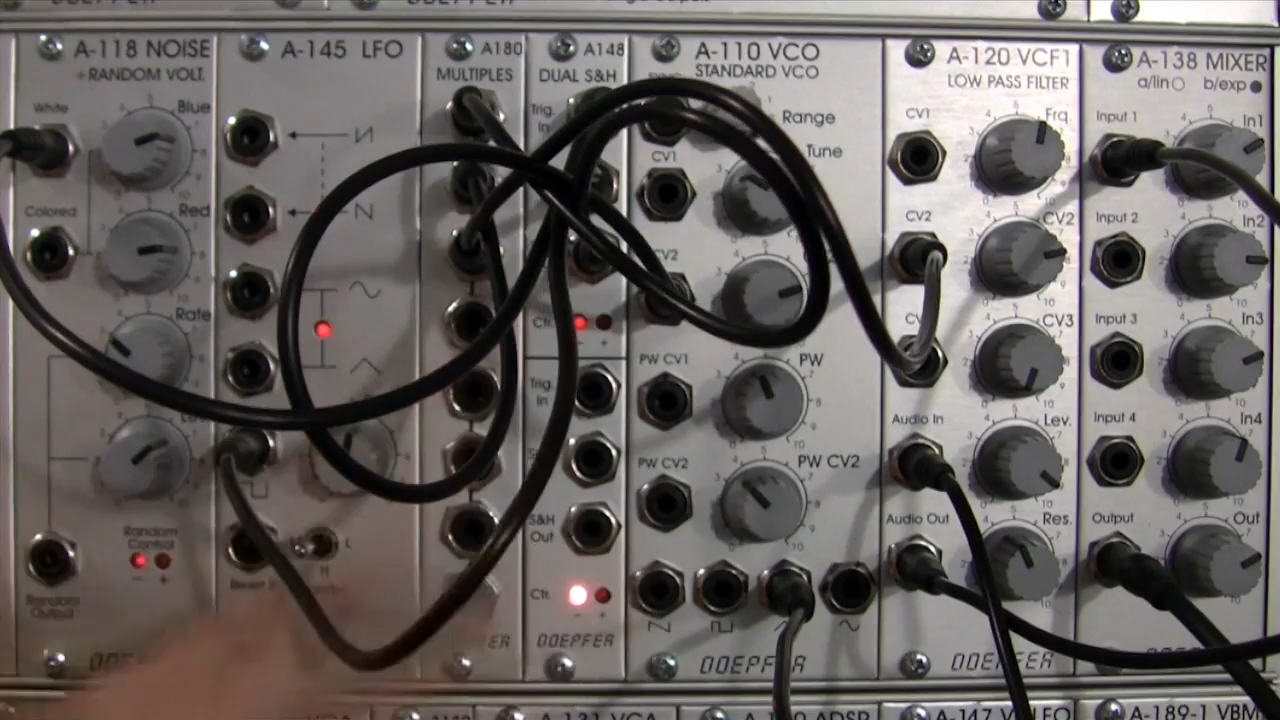 A-118 NOISE
+RANDOM VOLT.
White
Blue
Colored
Red
Rate
Random
Control
- +
Random
Output
A-145 LFO
L
H
A180
MULTIPLES
A148
DUAL S&H
Trig.
In
Ctr.
- +
Trig.
In
S&H
Out
Ctr.
- +
DOEPFER
A-110 VCO
STANDARD VCO
Range
Tune
CV1
CV2
PW CV1
PW
PW CV2
PW CV2
DOEPFER
A-120 VCF1
LOW PASS FILTER
CV1
Frq.
CV2
CV2
CV3
Audio In
Lev.
Audio Out
Res.
DOEPFER
A-138 MIXER
a/lin b/exp
Input 1
In1
Input 2
In2
Input 3
In3
Input 4
In4
Output
Out
DOEPFER
A-131 VCA
ADSR
A-147
A-189-1